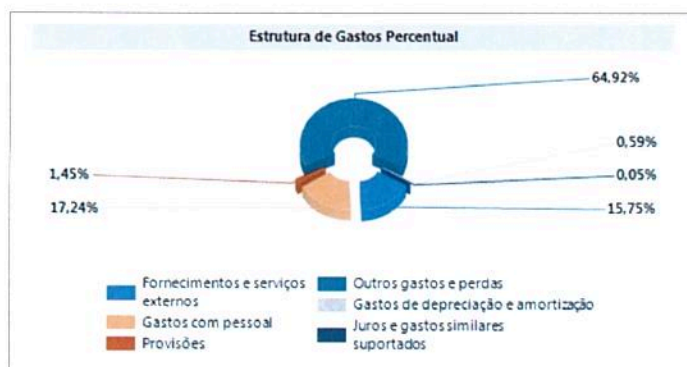 Estrutura de Gastos Percentual
64,92%
0,59%
1,45%
0,05%
17,24%
15,75%
Fornecimentos e serviços externos
Outros gastos e perdas
Gastos de depreciação e amortização
Gastos com pessoal
Juros e gastos similares suportados
Provisões